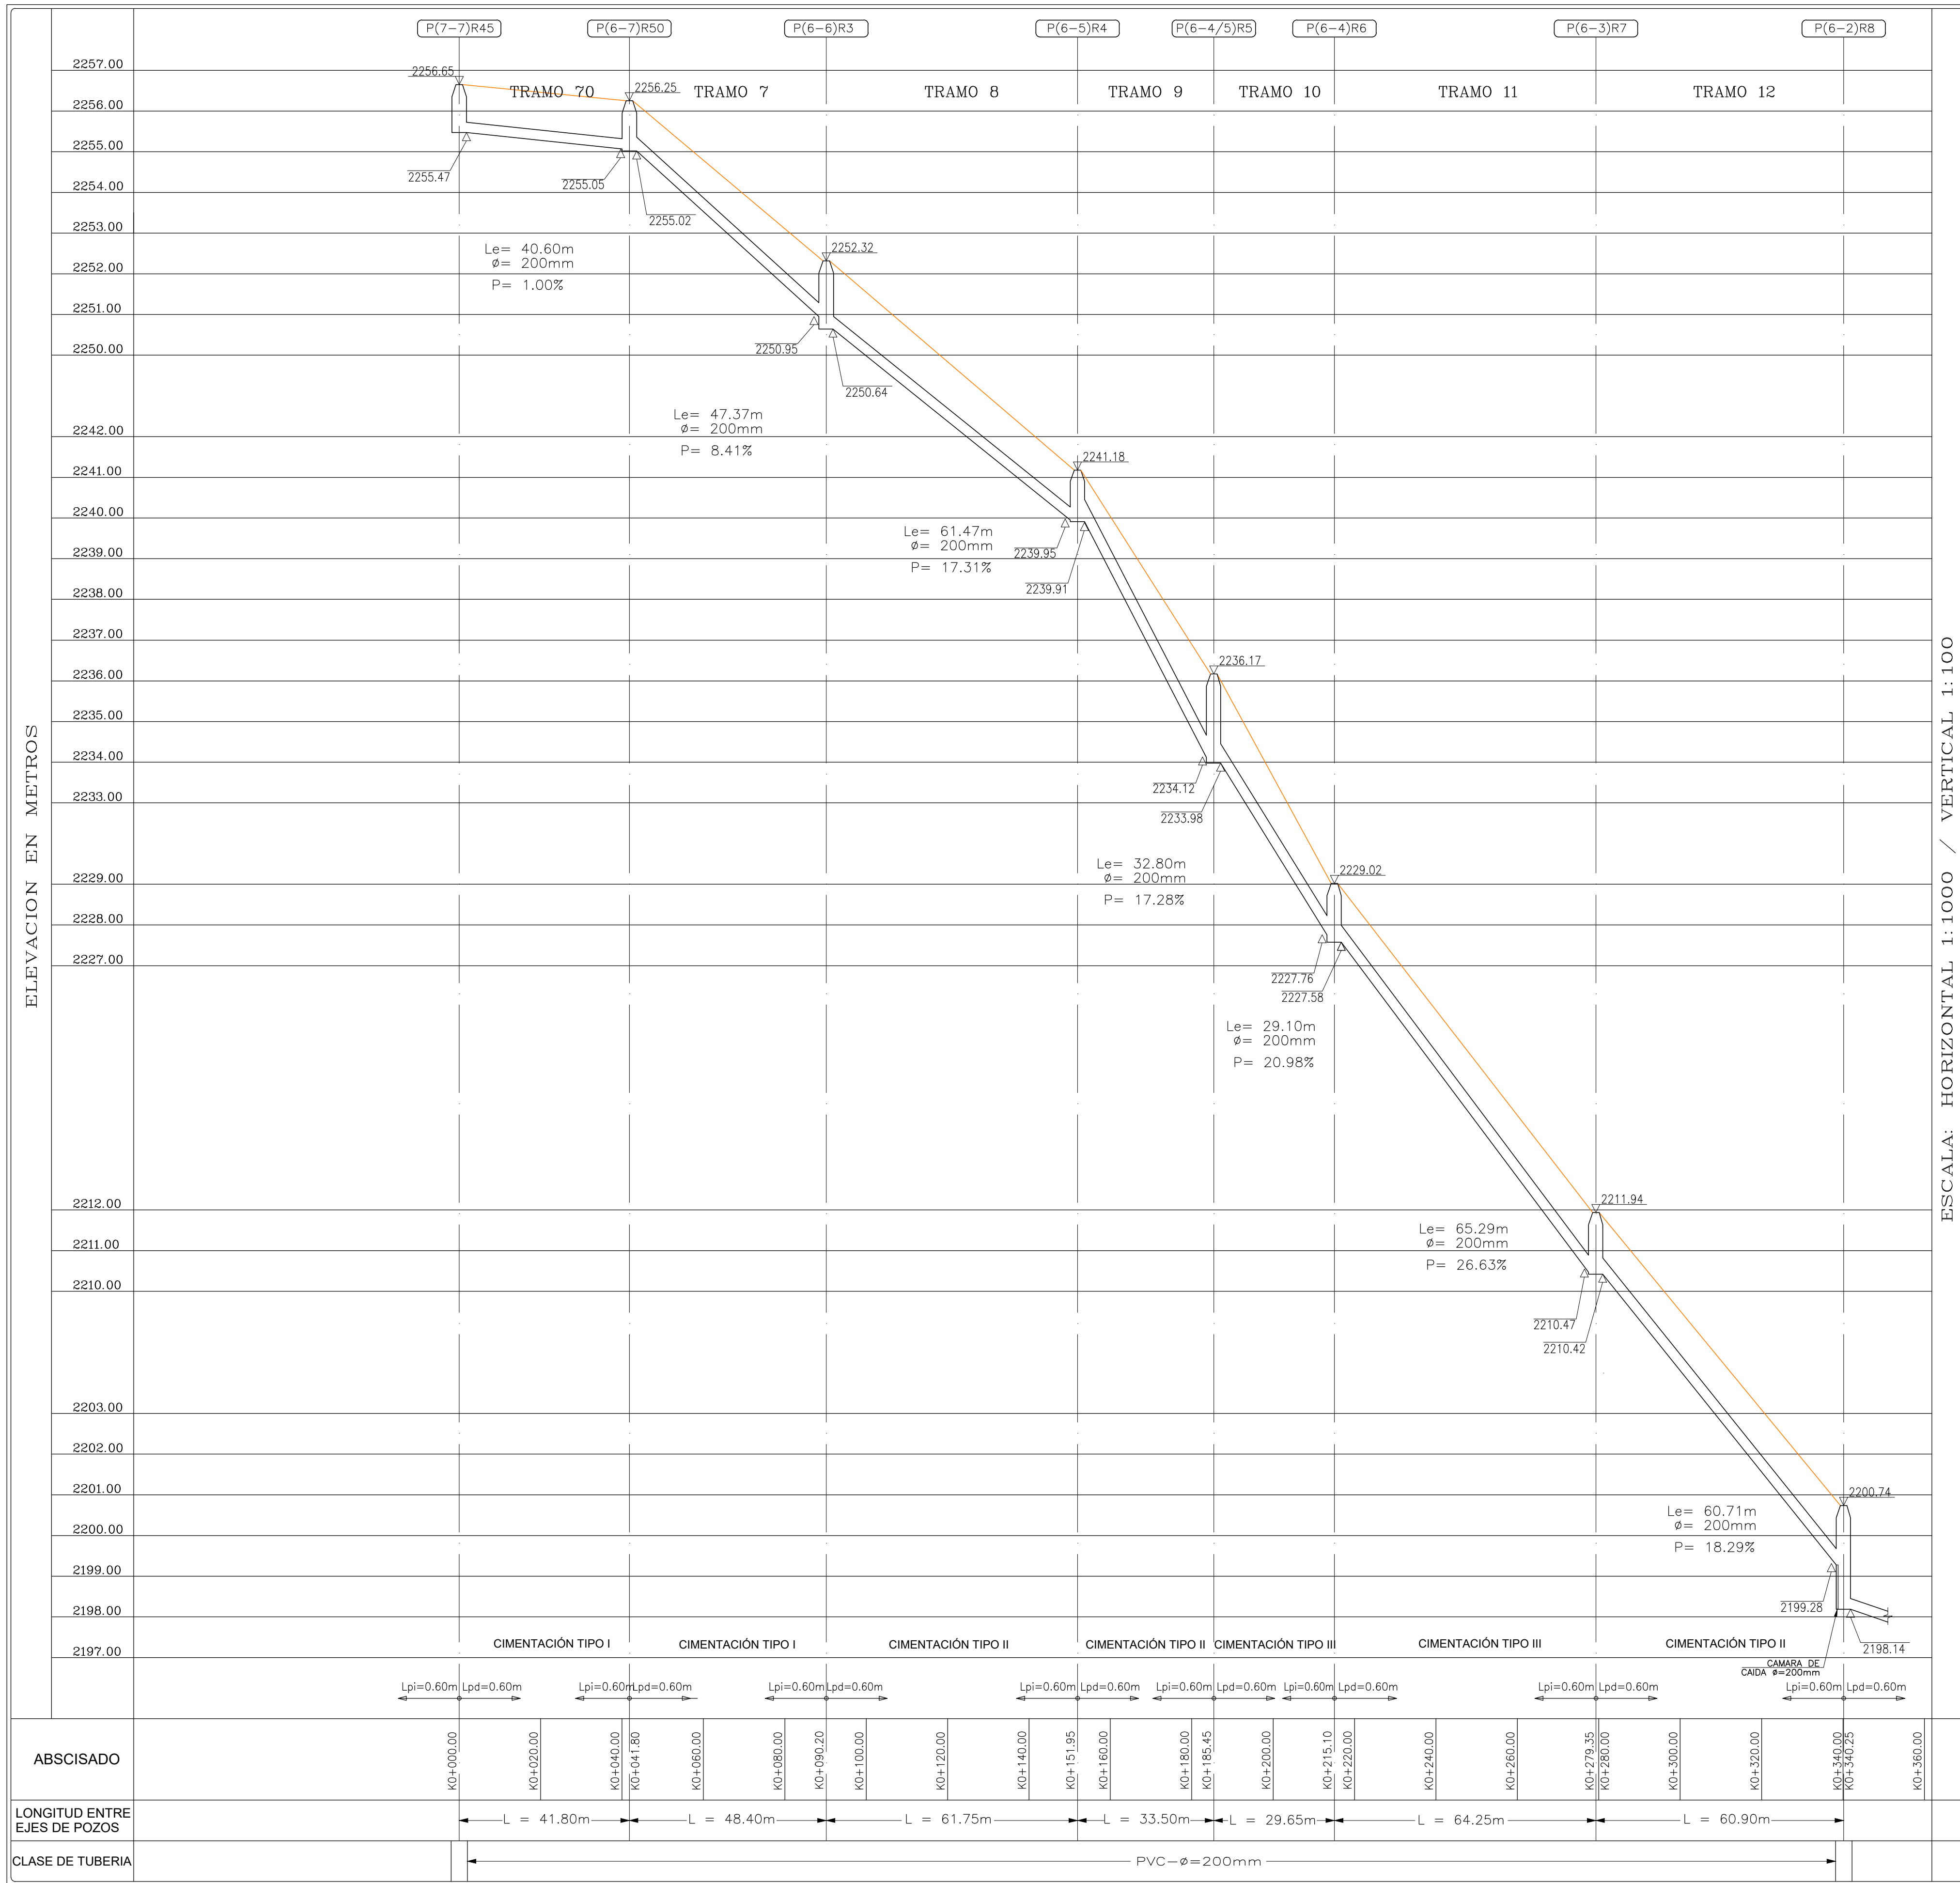 P(7-7)R45 P(6-7)R50 P(6-6)R3 P(6-5)R4 P(6-4/5)R5 P(6-4)R6 P(6-3)R7 P(6-2)R8
TRAMO 70 TRAMO 7 TRAMO 8 TRAMO 9 TRAMO 10 TRAMO 11 TRAMO 12
ELEVACION EN METROS
2257.00
2256.00
2255.00
2254.00
2253.00
2252.00
2251.00
2250.00
2242.00
2241.00
2240.00
2239.00
2238.00
2237.00
2236.00
2235.00
2234.00
2233.00
2229.00
2228.00
2227.00
2212.00
2211.00
2210.00
2203.00
2202.00
2201.00
2200.00
2199.00
2198.00
2197.00
2256.65
2256.25
2255.47
2255.05
2255.02
Le= 40.60m
ø= 200mm
P= 1.00%
2252.32
2250.95
2250.64
Le= 47.37m
ø= 200mm
P= 8.41%
2241.18
2239.95
2239.91
Le= 61.47m
ø= 200mm
P= 17.31%
2236.17
2234.12
2233.98
Le= 32.80m
ø= 200mm
P= 17.28%
2229.02
2227.76
2227.58
Le= 29.10m
ø= 200mm
P= 20.98%
2211.94
2210.47
2210.42
Le= 65.29m
ø= 200mm
P= 26.63%
2200.74
2199.28
2198.14
Le= 60.71m
ø= 200mm
P= 18.29%
CAMARA DE
CAIDA ø=200mm
CIMENTACIÓN TIPO I CIMENTACIÓN TIPO I CIMENTACIÓN TIPO II CIMENTACIÓN TIPO II CIMENTACIÓN TIPO III CIMENTACIÓN TIPO III CIMENTACIÓN TIPO II
Lpi=0.60m Lpd=0.60m Lpi=0.60m Lpd=0.60m Lpi=0.60m Lpd=0.60m Lpi=0.60m Lpd=0.60m Lpi=0.60m Lpd=0.60m Lpi=0.60m Lpd=0.60m Lpi=0.60m Lpd=0.60m Lpi=0.60m Lpd=0.60m
ESCALA: HORIZONTAL 1:1000 / VERTICAL 1:100
ABSCISADO
K0+000.00
K0+020.00
K0+040.00
K0+041.80
K0+060.00
K0+080.00
K0+090.20
K0+100.00
K0+120.00
K0+140.00
K0+151.95
K0+160.00
K0+180.00
K0+185.45
K0+200.00
K0+215.10
K0+220.00
K0+240.00
K0+260.00
K0+279.35
K0+280.00
K0+300.00
K0+320.00
K0+340.00
K0+340.25
K0+360.00
LONGITUD ENTRE
EJES DE POZOS
L = 41.80m L = 48.40m L = 61.75m L = 33.50m L = 29.65m L = 64.25m L = 60.90m
CLASE DE TUBERIA
PVC-ø=200mm